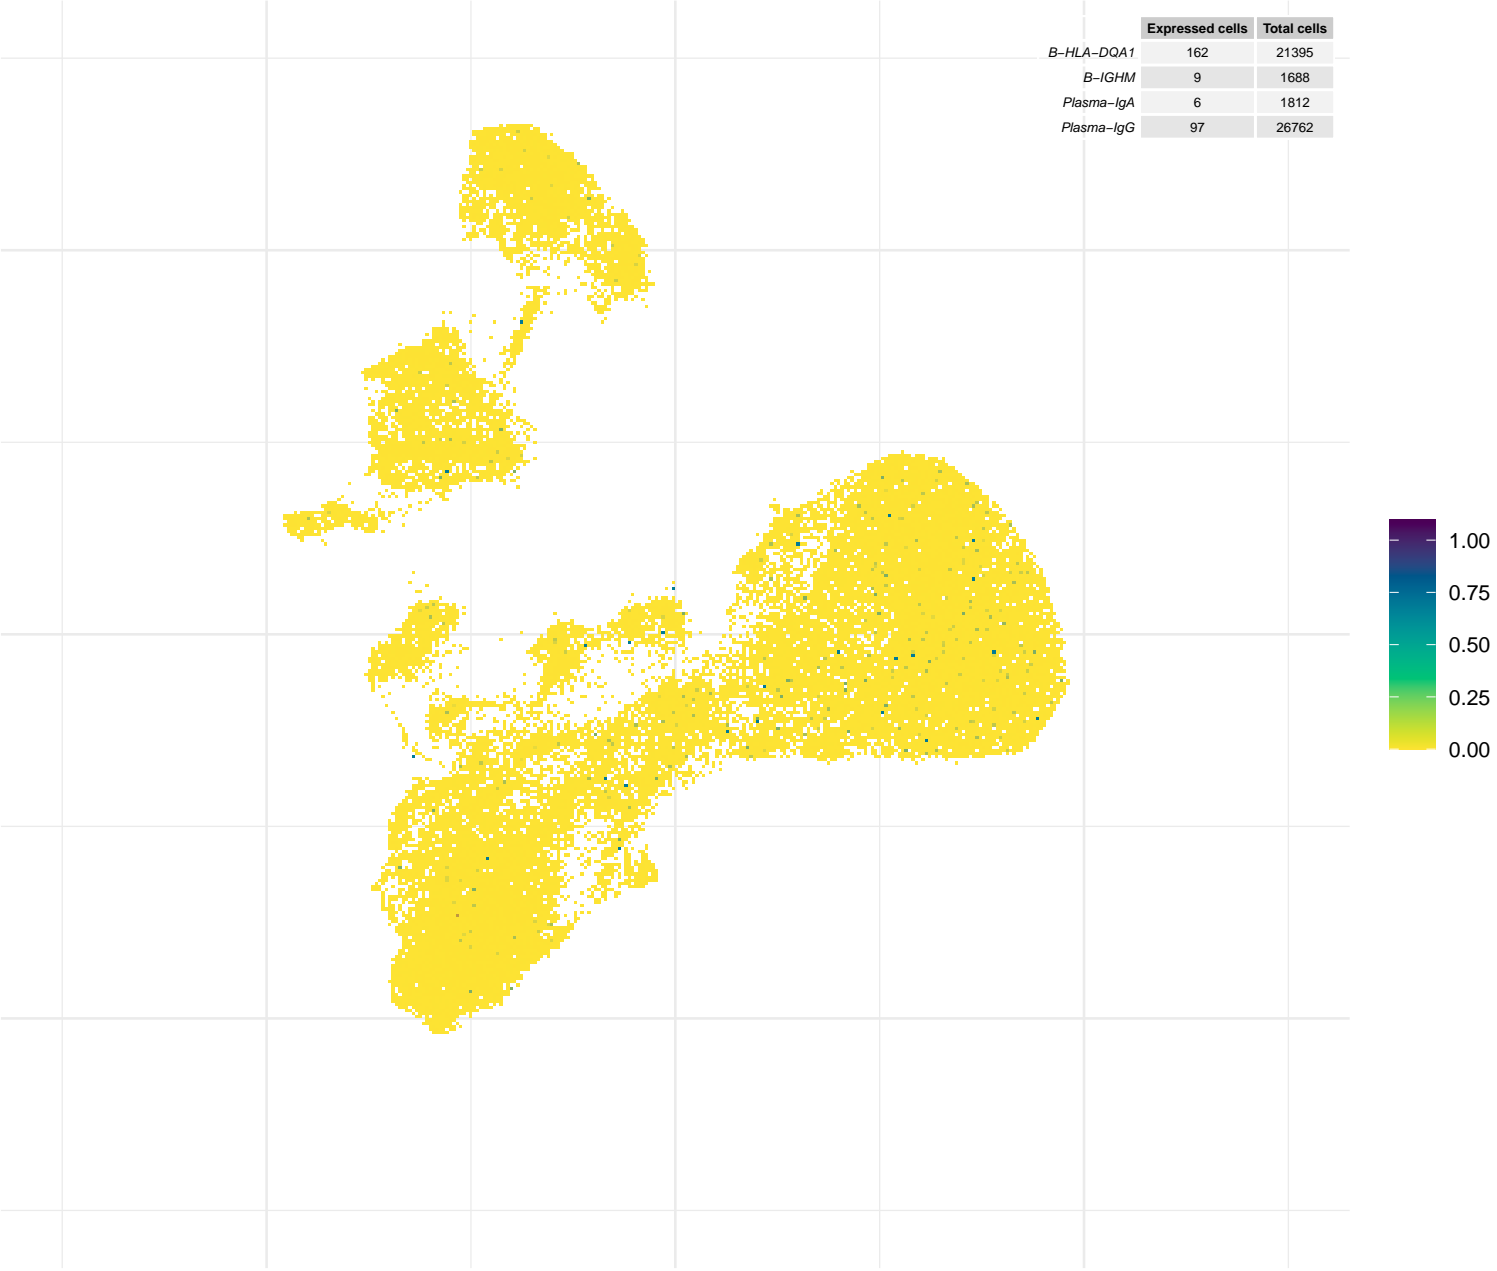 Expressed cells Total cells
B−HLA−DQA1 162 21395
B−IGHM 9 1688
Plasma−IgA 6 1812
Plasma−IgG 97 26762
1.00
0.75
0.50
0.25
0.00